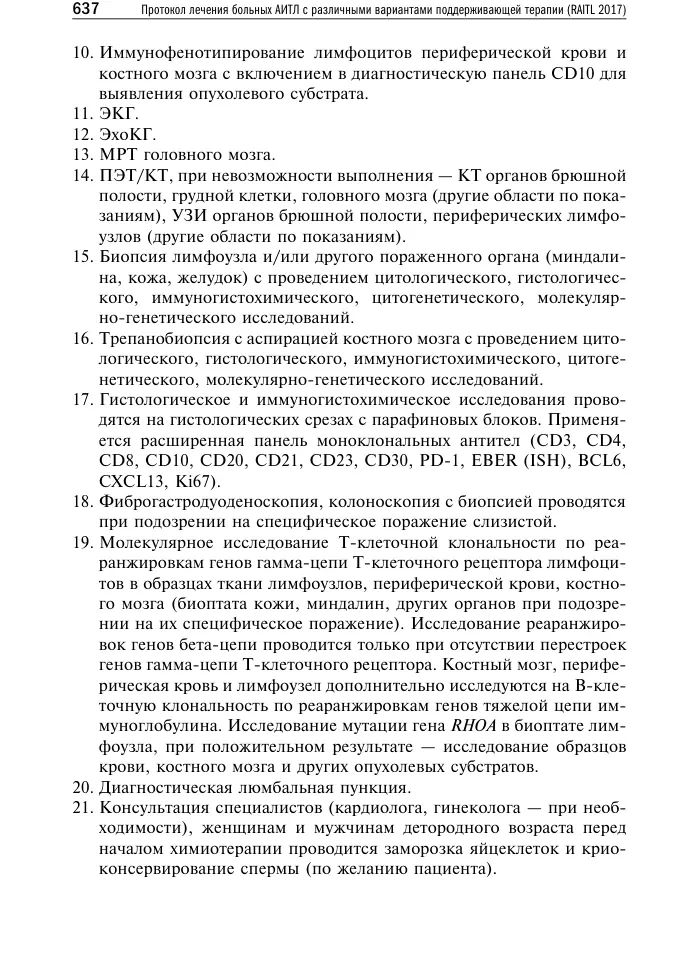 637 Протокол лечения больных АИТЛ с различными вариантами поддерживающей терапии (RAITL 2017)
10. Иммунофенотипирование лимфоцитов периферической крови и
костного мозга с включением в диагностическую панель CD10 для
выявления опухолевого субстрата.
11. ЭКГ.
12. ЭхоКГ.
13. МРТ головного мозга.
14. ПЭТ/КТ, при невозможности выполнения — КТ органов брюшной
полости, грудной клетки, головного мозга (другие области по пока-
заниям), УЗИ органов брюшной полости, периферических лимфо-
узлов (другие области по показаниям).
15. Биопсия лимфоузла и/или другого пораженного органа (миндали-
на, кожа, желудок) с проведением цитологического, гистологичес-
кого, иммуногистохимического, цитогенетического, молекуляр-
но-генетического исследований.
16. Трепанобиопсия с аспирацией костного мозга с проведением цито-
логического, гистологического, иммуногистохимического, цитоге-
нетического, молекулярно-генетического исследований.
17. Гистологическое и иммуногистохимическое исследования прово-
дятся на гистологических срезах с парафиновых блоков. Применя-
ется расширенная панель моноклональных антител (CD3, CD4,
CD8, CD10, CD20, CD21, CD23, CD30, PD-1, EBER (ISH), BCL6,
CXCL13, Ki67).
18. Фиброгастродуоденоскопия, колоноскопия с биопсией проводятся
при подозрении на специфическое поражение слизистой.
19. Молекулярное исследование Т-клеточной клональности по реа-
ранжировкам генов гамма-цепи Т-клеточного рецептора лимфоци-
тов в образцах ткани лимфоузлов, периферической крови, костно-
го мозга (биоптата кожи, миндалин, других органов при подозре-
нии на их специфическое поражение). Исследование реаранжиро-
вок генов бета-цепи проводится только при отсутствии перестроек
генов гамма-цепи Т-клеточного рецептора. Костный мозг, перифе-
рическая кровь и лимфоузел дополнительно исследуются на В-кле-
точную клональность по реаранжировкам генов тяжелой цепи им-
муноглобулина. Исследование мутации гена RHOA в биоптате лим-
фоузла, при положительном результате — исследование образцов
крови, костного мозга и других опухолевых субстратов.
20. Диагностическая люмбальная пункция.
21. Консультация специалистов (кардиолога, гинеколога — при необ-
ходимости), женщинам и мужчинам детородного возраста перед
началом химиотерапии проводится заморозка яйцеклеток и крио-
консервирование спермы (по желанию пациента).